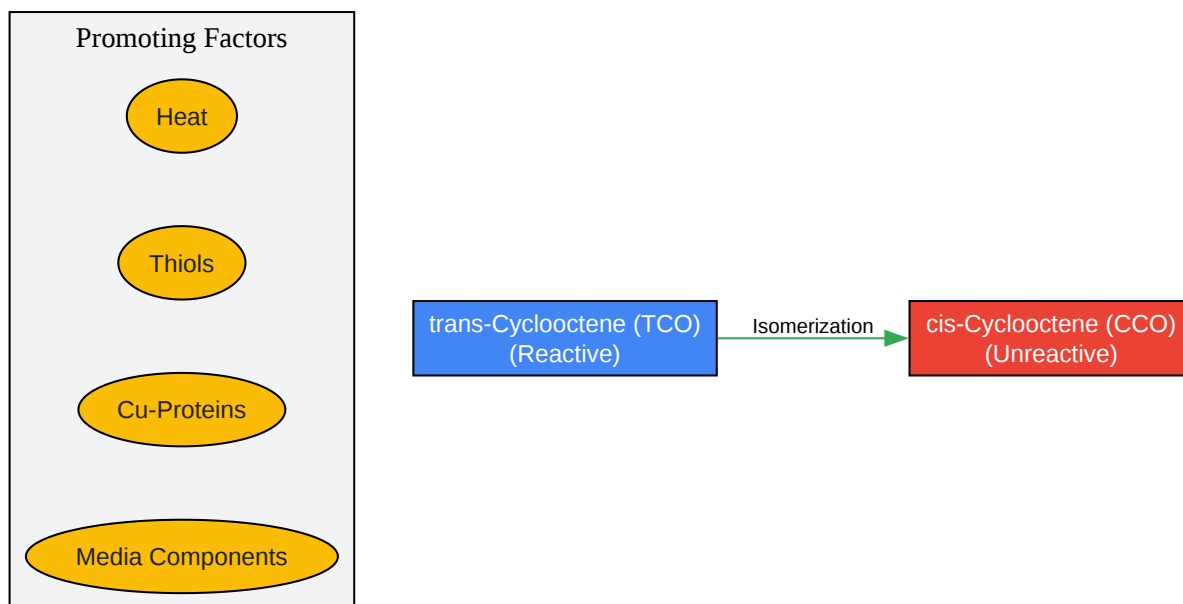 Promoting Factors
Heat
Thiols
Cu-Proteins
Media Components
trans-Cyclooctene (TCO)
(Reactive)
Isomerization
cis-Cyclooctene (CCO)
(Unreactive)